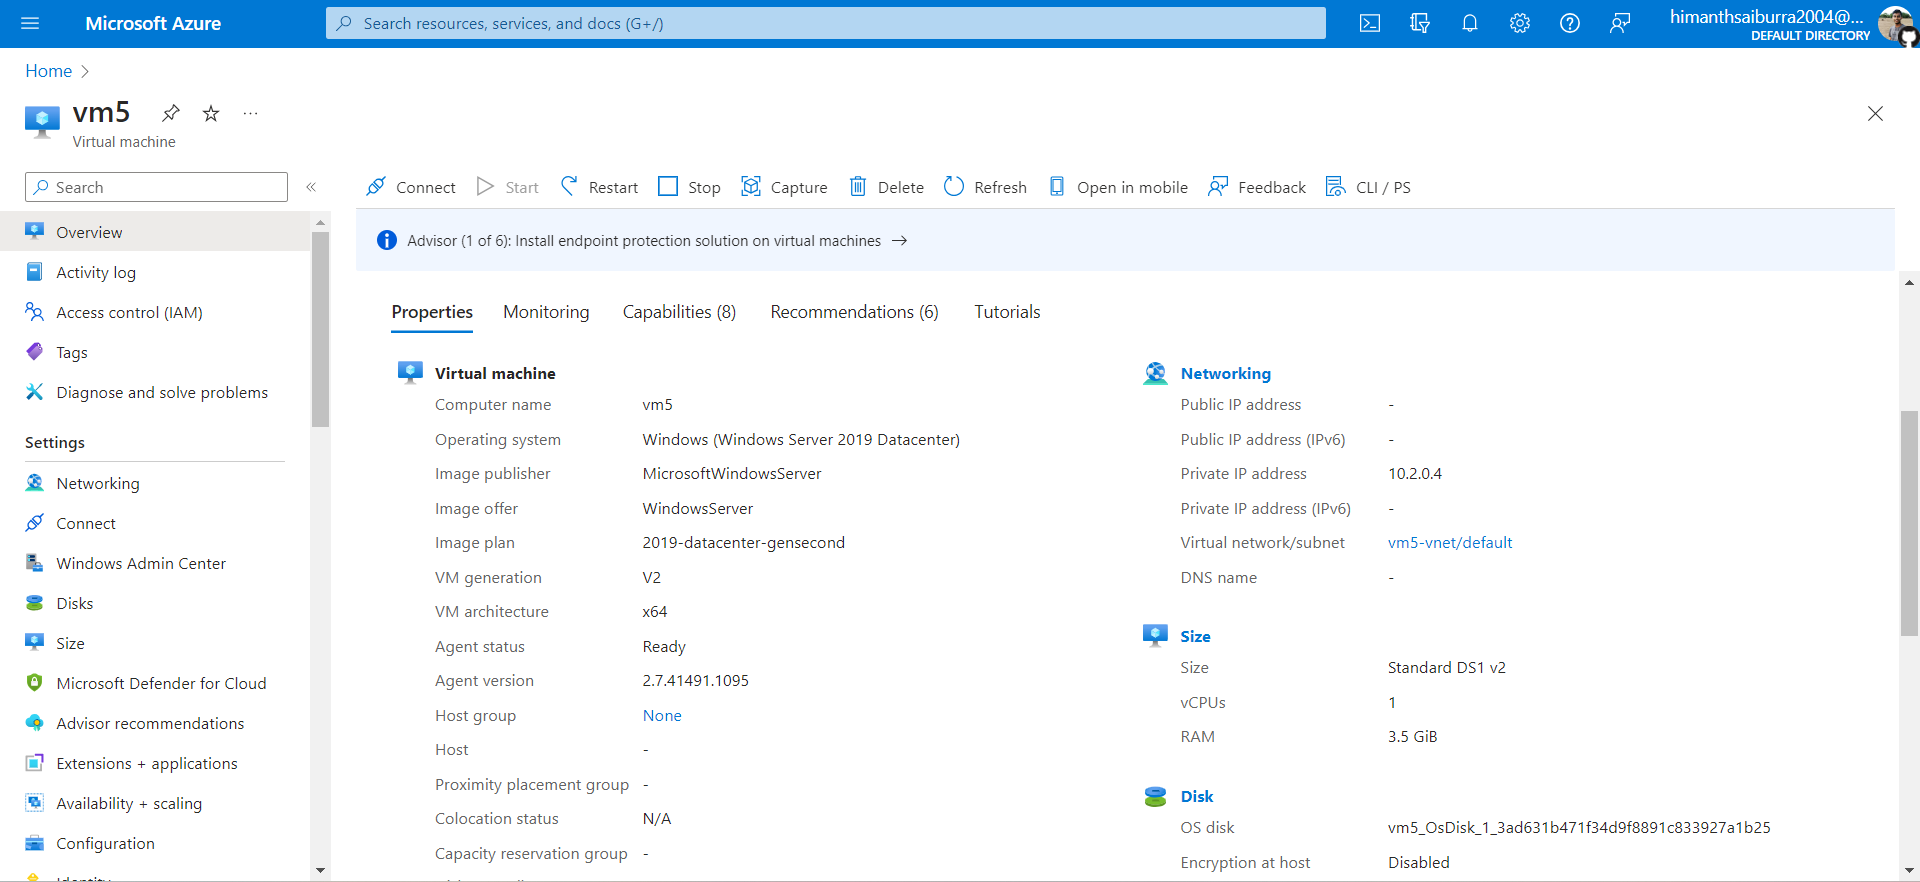 Microsoft Azure
Search resources, services, and docs (G+/)
himanthsaiburra2004@...
DEFAULT DIRECTORY
Home
vm5
...
Virtual machine
Search
«
Connect Start Restart Stop Capture Delete Refresh Open in mobile Feedback CLI / PS
Advisor (1 of 6): Install endpoint protection solution on virtual machines →
Overview
Activity log
Access control (IAM)
Tags
Diagnose and solve problems
Settings
Networking
Connect
Windows Admin Center
Disks
Size
Microsoft Defender for Cloud
Advisor recommendations
Extensions + applications
Availability + scaling
Configuration
Identity
Properties Monitoring Capabilities (8) Recommendations (6) Tutorials
Virtual machine
Computer name vm5
Operating system Windows (Windows Server 2019 Datacenter)
Image publisher MicrosoftWindowsServer
Image offer WindowsServer
Image plan 2019-datacenter-gensecond
VM generation V2
VM architecture x64
Agent status Ready
Agent version 2.7.41491.1095
Host group None
Host -
Proximity placement group -
Colocation status N/A
Capacity reservation group -
Networking
Public IP address -
Public IP address (IPv6) -
Private IP address 10.2.0.4
Private IP address (IPv6) -
Virtual network/subnet vm5-vnet/default
DNS name -
Size
Size Standard DS1 v2
vCPUs 1
RAM 3.5 GiB
Disk
OS disk vm5_OsDisk_1_3ad631b471f34d9f8891c833927a1b25
Encryption at host Disabled